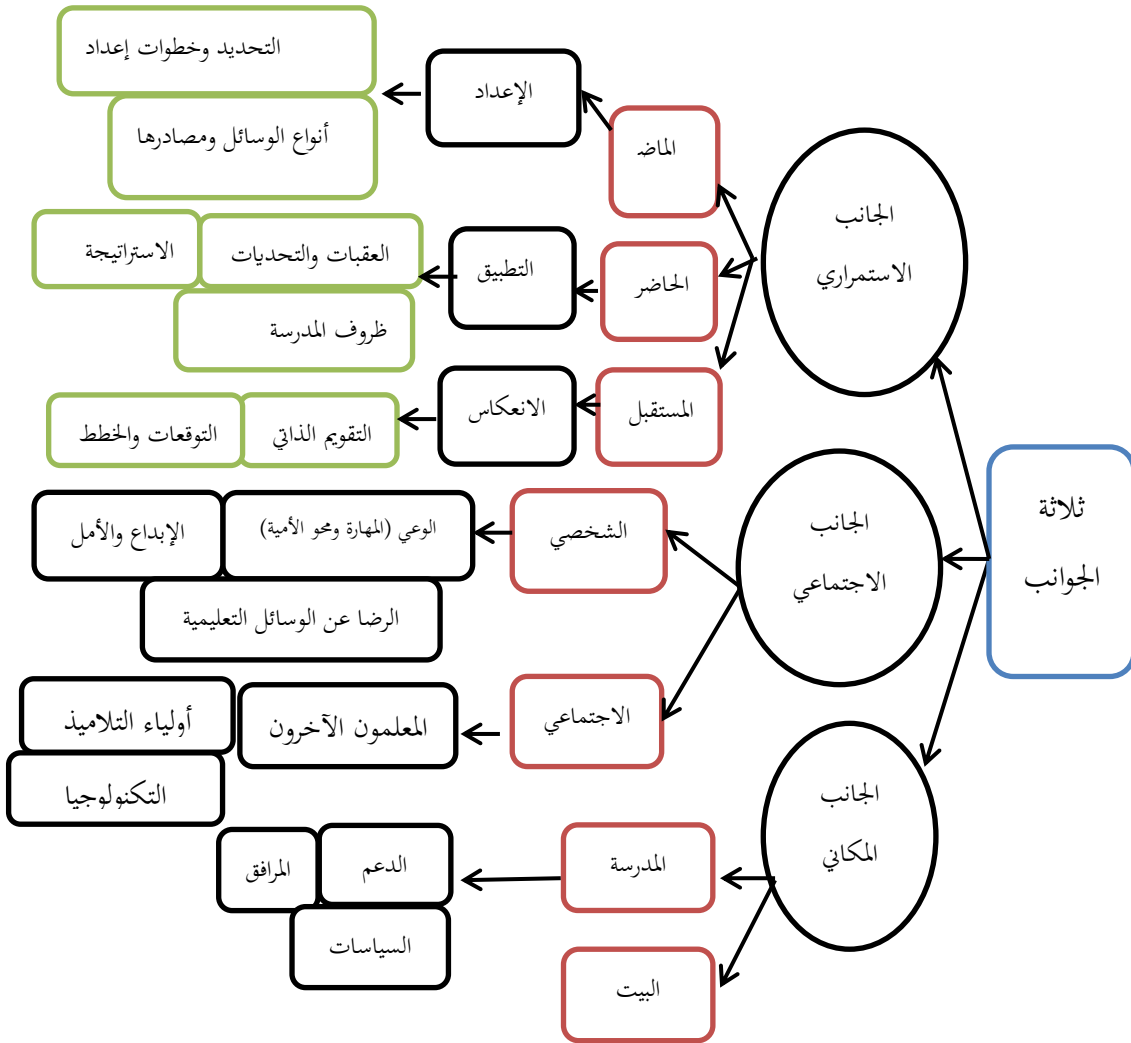 ثلاثة
الجوانب
الجانب
الاستمراري
الماضـ
الإعداد
التحديد وخطوات إعداد
أنواع الوسائل ومصادرها
الحاضر
التطبيق
العقبات والتحديات
الاستراتيجة
ظروف المدرسة
المستقبل
الانعكاس
التقويم الذاتي
التوقعات والخطط
الجانب
الاجتماعي
الشخصي
الوعي (المهارة ومحو الأمية)
الإبداع والأمل
الرضا عن الوسائل التعليمية
الاجتماعي
المعلمون الآخرون
أولياء التلاميذ
التكنولوجيا
الجانب
المكاني
المدرسة
الدعم
المرافق
السياسات
البيت